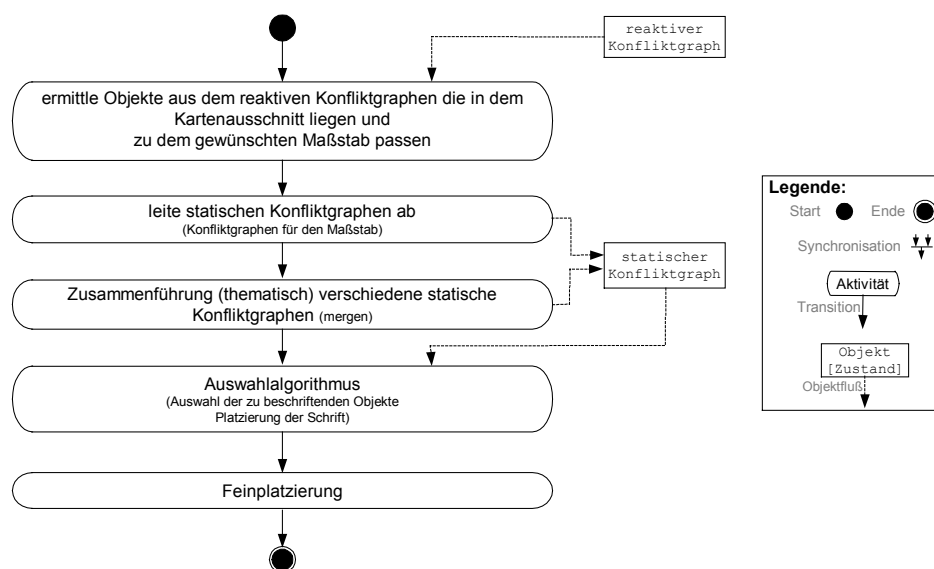 reaktiver
Konfliktgraph
ermittle Objekte aus dem reaktiven Konfliktgraphen die in dem
Kartenausschnitt liegen und
zu dem gewünschten Maßstab passen
leite statischen Konfliktgraphen ab
(Konfliktgraphen für den Maßstab)
statischer
Konfliktgraph
Zusammenführung (thematisch) verschiedene statische
Konfliktgraphen (mergen)
Auswahlalgorithmus
(Auswahl der zu beschriftenden Objekte
Platzierung der Schrift)
Feinplatzierung
Legende:
Start Ende
Synchronisation
Aktivität
Transition
Objekt
[Zustand]
Objektfluß